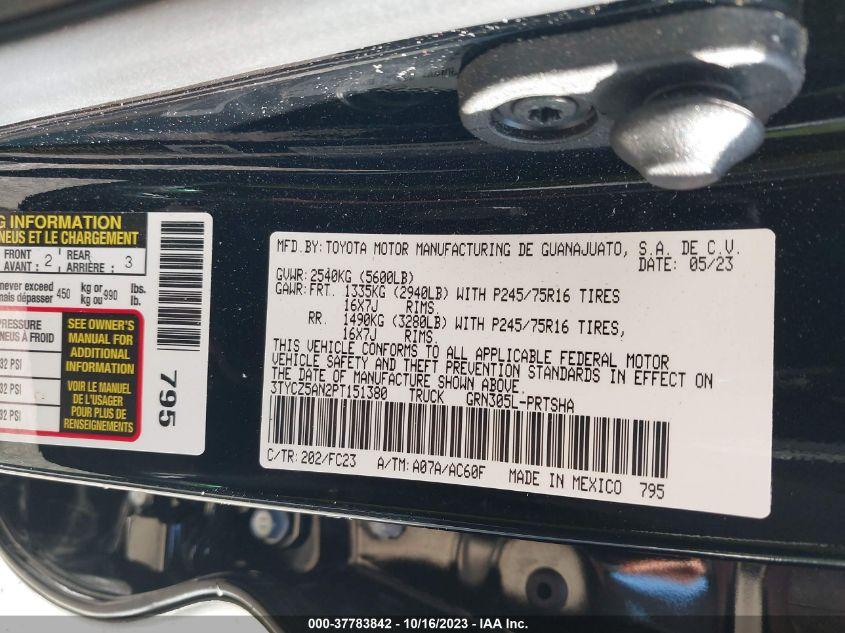 G INFORMATION
NEUS ET LE CHARGEMENT
FRONT AVANT : 2 REAR ARRIÈRE : 3
never exceed 450 kg or 990 lbs.
mais dépasser kg ou lb.
PRESSURE
NEUS À FROID
32 PSI
32 PSI
32 PSI
SEE OWNER'S
MANUAL FOR
ADDITIONAL
INFORMATION
VOIR LE MANUEL
DE L'USAGER
POUR PLUS DE
RENSEIGNEMENTS
795
MFD. BY: TOYOTA MOTOR MANUFACTURING DE GUANAJUATO, S.A. DE C.V.
DATE: 05/23
GVWR: 2540KG (5600LB)
GAWR: FRT. 1335KG (2940LB) WITH P245/75R16 TIRES
16X7J RIMS.
RR. 1490KG (3280LB) WITH P245/75R16 TIRES,
16X7J RIMS.
THIS VEHICLE CONFORMS TO ALL APPLICABLE FEDERAL MOTOR
VEHICLE SAFETY AND THEFT PREVENTION STANDARDS IN EFFECT ON
THE DATE OF MANUFACTURE SHOWN ABOVE.
3TYCZ5AN2PT151380 TRUCK GRN305L-PRTSHA
C/TR: 202/FC23 A/TM: A07A/AC60F MADE IN MEXICO 795
000-37783842 - 10/16/2023 - IAA Inc.